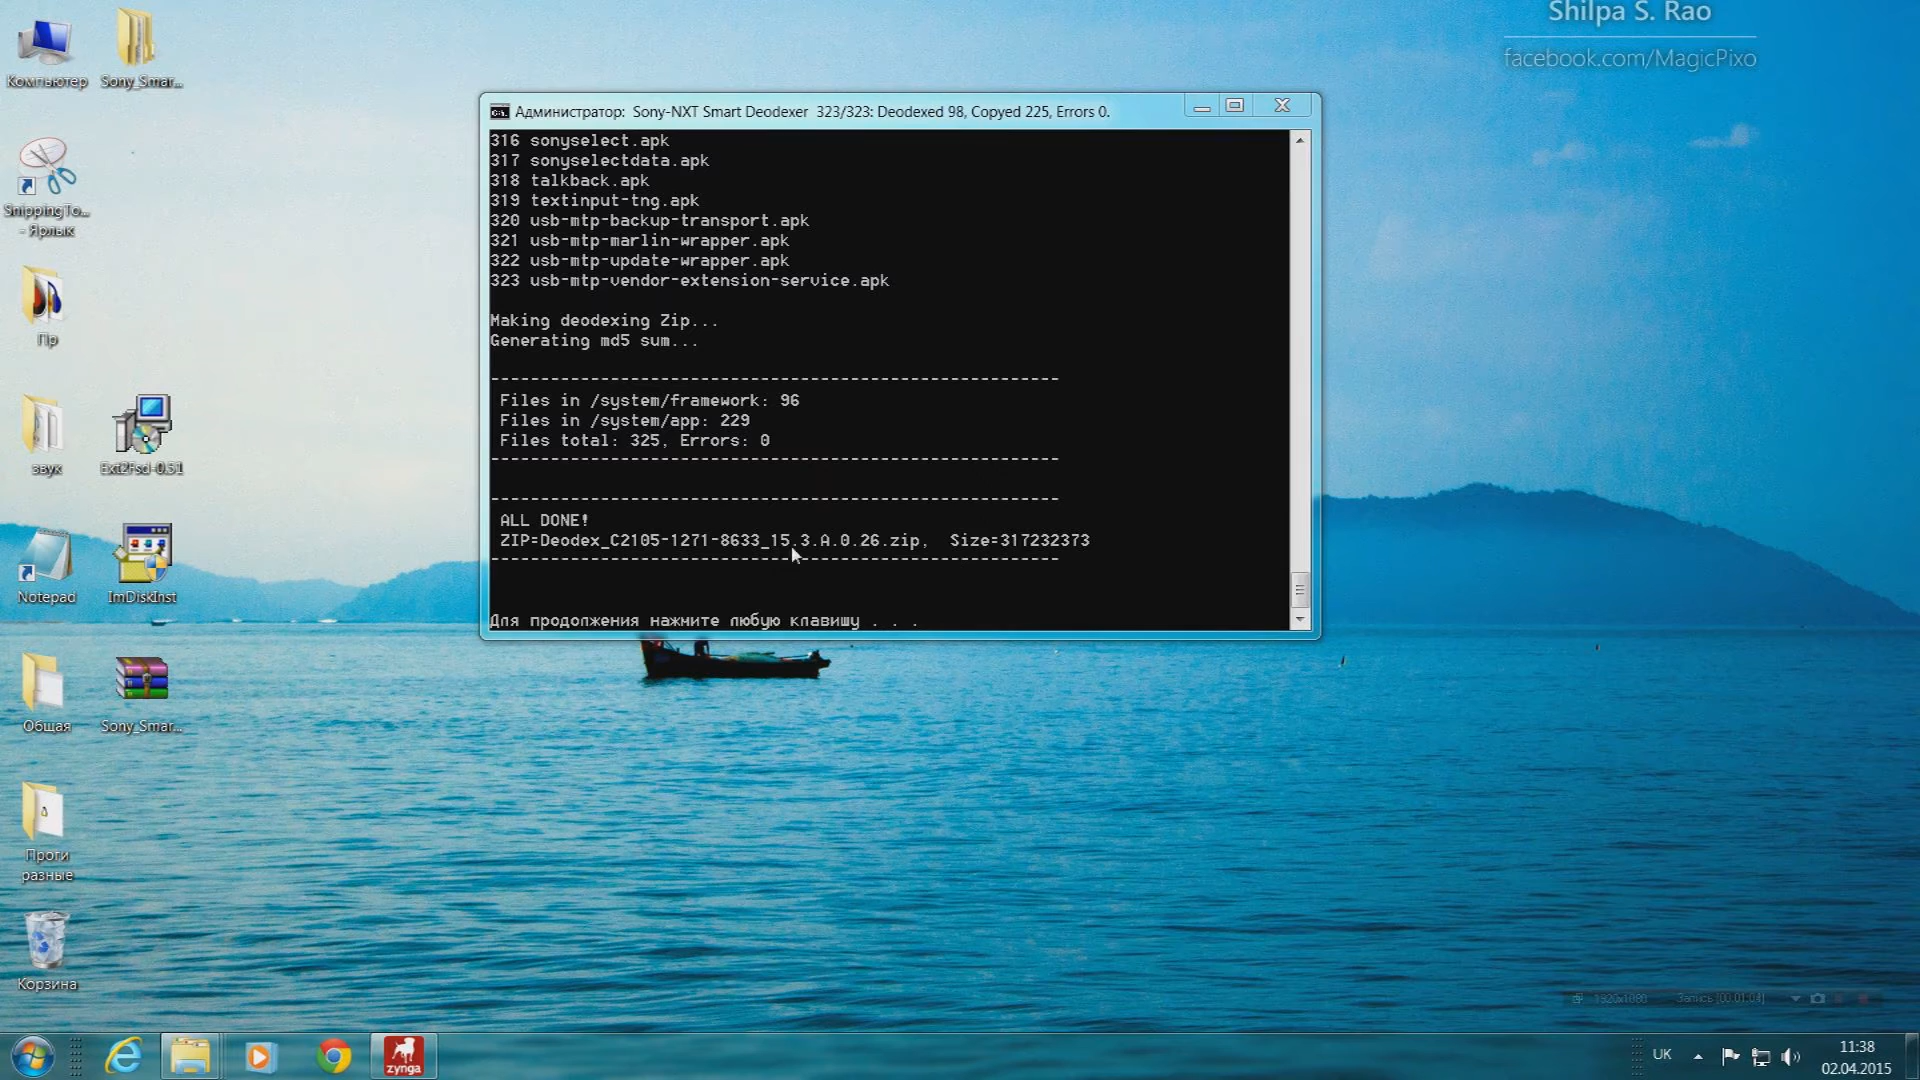 Shilpa S. Rao
facebook.com/MagicPixo
Компьютер
Sony_Smar...
SnippingTo...
- Ярлык
Пр
звук
Ext2Fsd-0.51
Notepad
ImDiskInst
Общая
Sony_Smar...
Проги
разные
Корзина
Администратор: Sony-NXT Smart Deodexer 323/323: Deodexed 98, Copyed 225, Errors 0.
316 sonyselect.apk
317 sonyselectdata.apk
318 talkback.apk
319 textinput-tng.apk
320 usb-mtp-backup-transport.apk
321 usb-mtp-marlin-wrapper.apk
322 usb-mtp-update-wrapper.apk
323 usb-mtp-vendor-extension-service.apk
Making deodexing Zip...
Generating md5 sum...
---------------------------------------------------------
Files in /system/framework: 96
Files in /system/app: 229
Files total: 325, Errors: 0
---------------------------------------------------------
---------------------------------------------------------
ALL DONE!
ZIP=Deodex_C2105-1271-8633_15.3.A.0.26.zip, Size=317232373
---------------------------------------------------------
Для продолжения нажмите любую клавишу . . .
1920x1080 Запись [00:01:04]
zynga
UK
11:38
02.04.2015